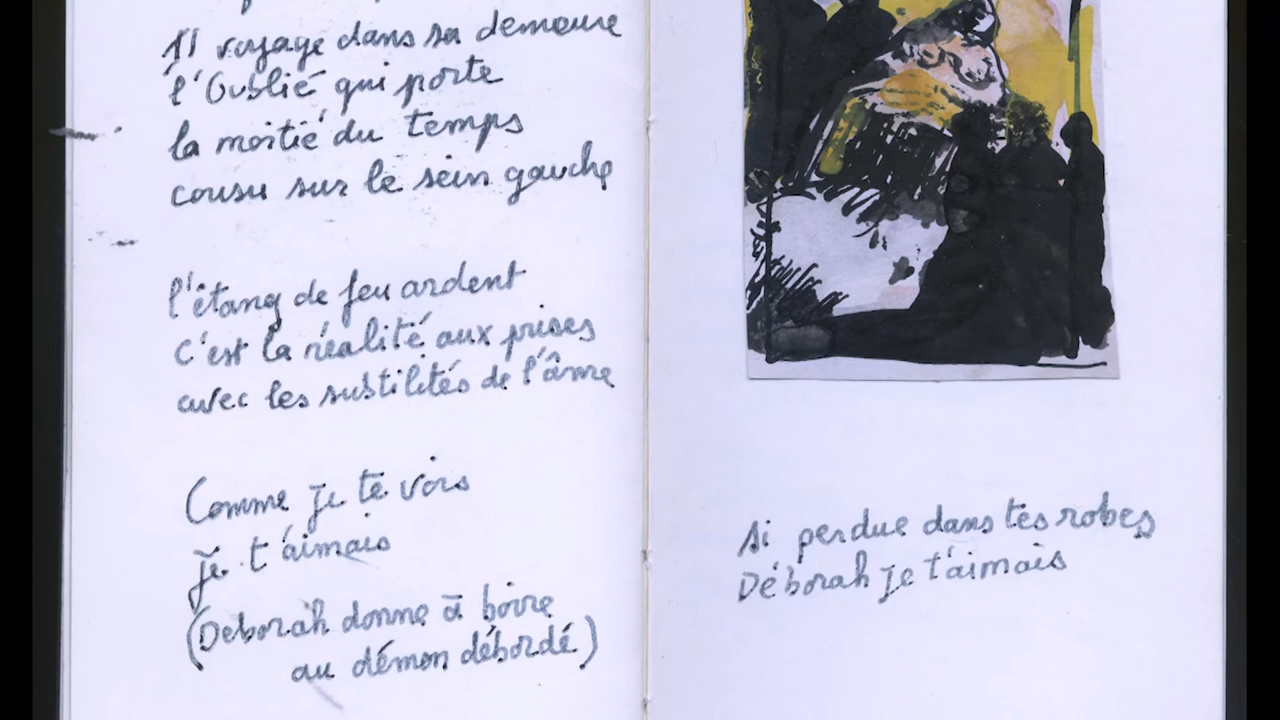 Il voyage dans sa demeure
l'Oublié qui porte
la moitié du temps
cousu sur le sein gauche
l'étang de feu ardent
c'est la réalité aux prises
avec les subtilités de l'âme
Comme je te vois
Je t'aimais
(Deborah donne à boire
au démon débordé)
si perdue dans tes robes
Déborah je t'aimais